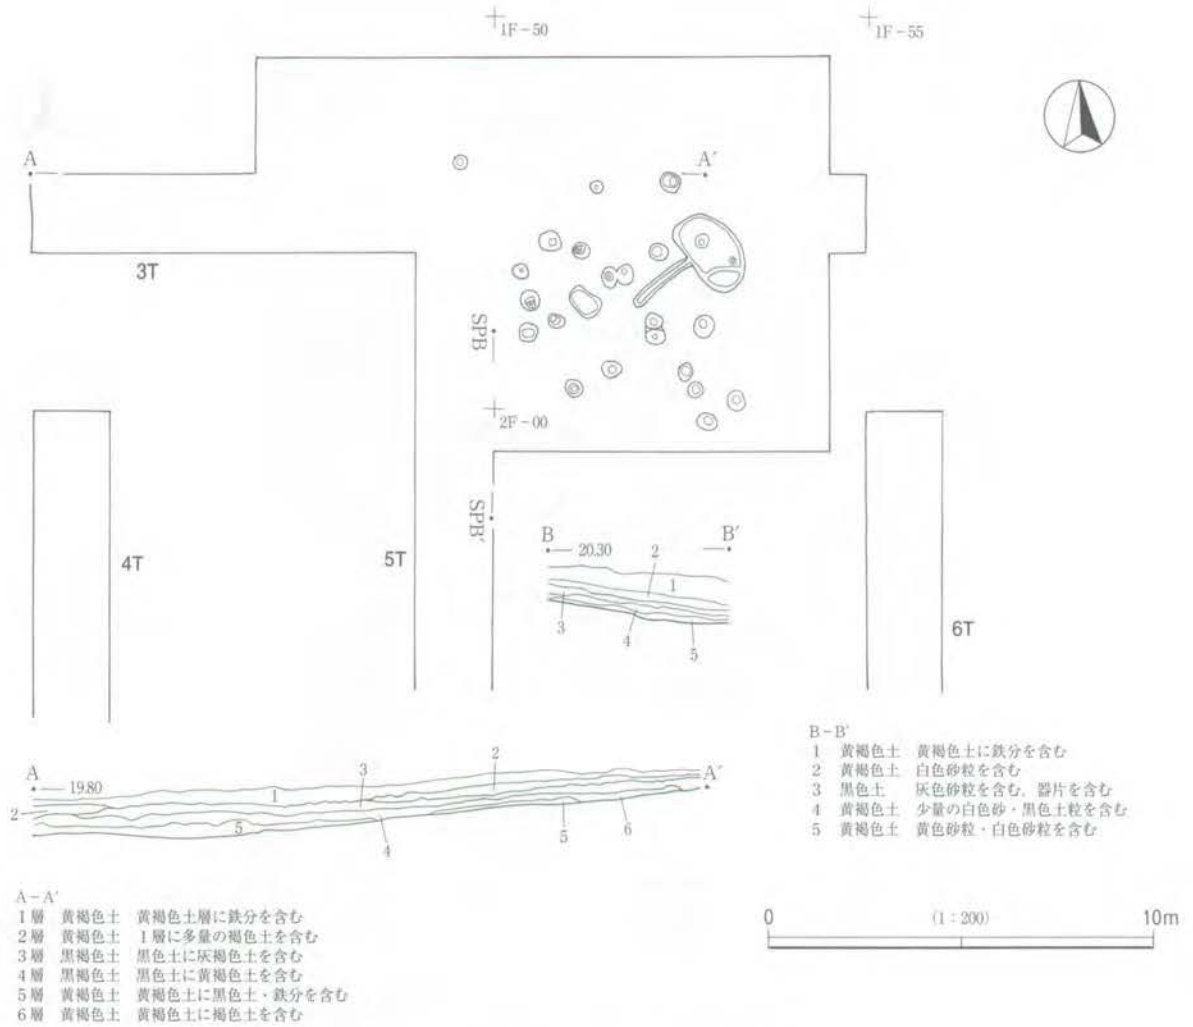 1F-50
1F-55
A
A′
3T
SPB
2F-00
SPB′
4T
5T
6T
B
B′
20.30
2
1
3
4
5
A
19.80
A′
3
2
1
2
5
4
5
6
B-B′
1 黄褐色土 黄褐色土に鉄分を含む
2 黄褐色土 白色砂粒を含む
3 黒色土 灰色砂粒を含む、器片を含む
4 黄褐色土 少量の白色砂・黒色土粒を含む
5 黄褐色土 黄色砂粒・白色砂粒を含む
A-A′
1層 黄褐色土 黄褐色土層に鉄分を含む
2層 黄褐色土 1層に多量の褐色土を含む
3層 黒褐色土 黒色土に灰褐色土を含む
4層 黒褐色土 黒色土に黄褐色土を含む
5層 黄褐色土 黄褐色土に黒色土・鉄分を含む
6層 黄褐色土 黄褐色土に褐色土を含む
0 (1:200) 10m